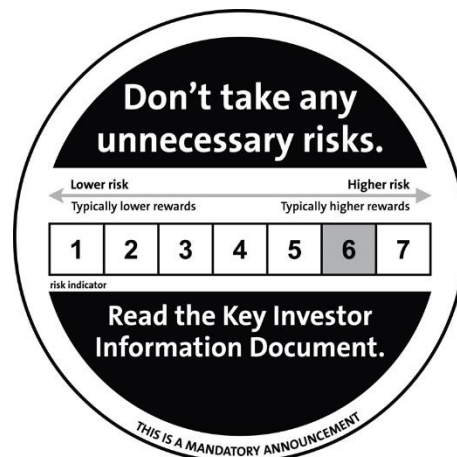 Don't take any
unnecessary risks.
Lower risk Higher risk
Typically lower rewards Typically higher rewards
1 2 3 4 5 6 7
risk indicator
Read the Key Investor
Information Document.
THIS IS A MANDATORY ANNOUNCEMENT